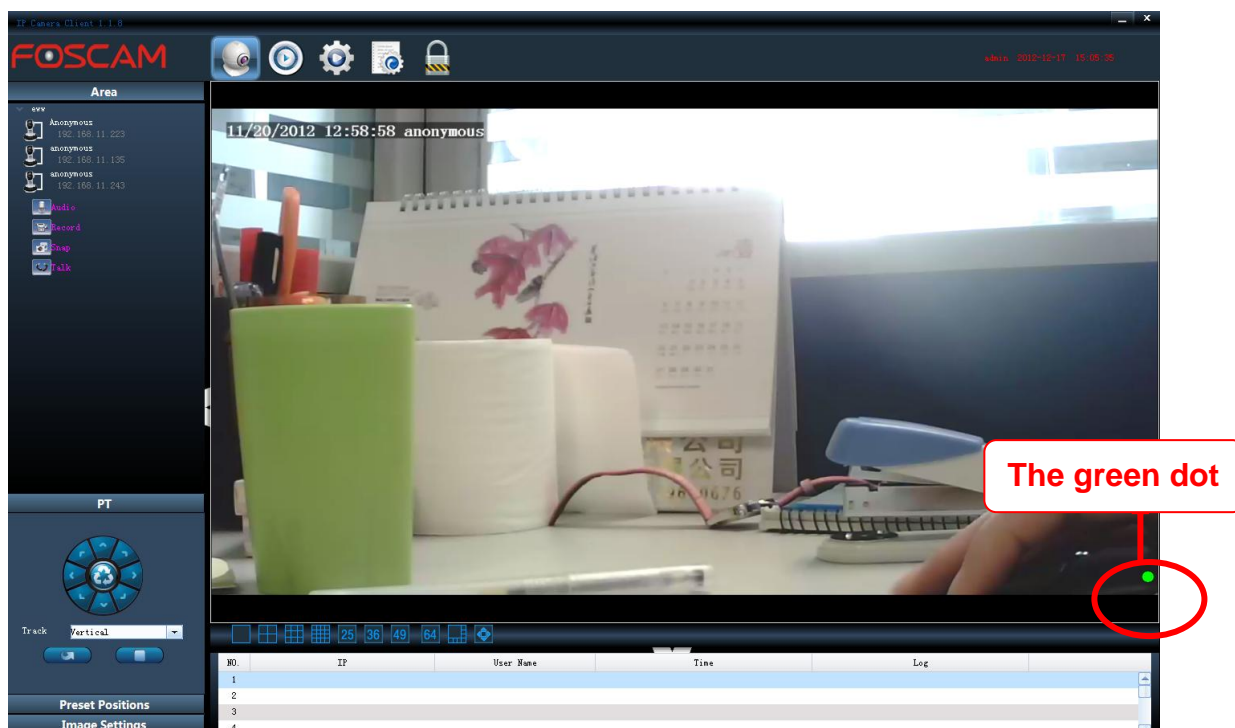 IP Camera Client 1.1.8
FOSCAM
admin 2012-12-17 15:05:35
Area
eww
Anonymous
192.168.11.223
anonymous
192.168.11.135
anonymous
192.168.11.243
Audio
Record
Snap
Talk
11/20/2012 12:58:58 anonymous
公司
公司
The green dot
PT
Track Vertical
25 36 49 64
NO. IP User Name Time Log
1
2
3
4
Preset Positions
Image Settings